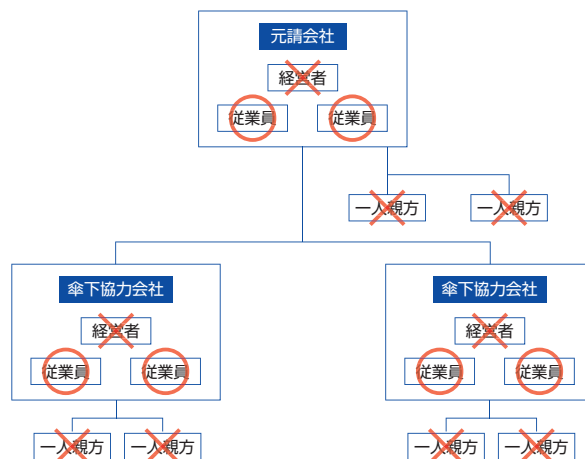 元請会社
経営者
従業員 従業員
一人親方 一人親方
傘下協力会社 傘下協力会社
経営者 経営者
従業員 従業員 従業員 従業員
一人親方 一人親方 一人親方 一人親方